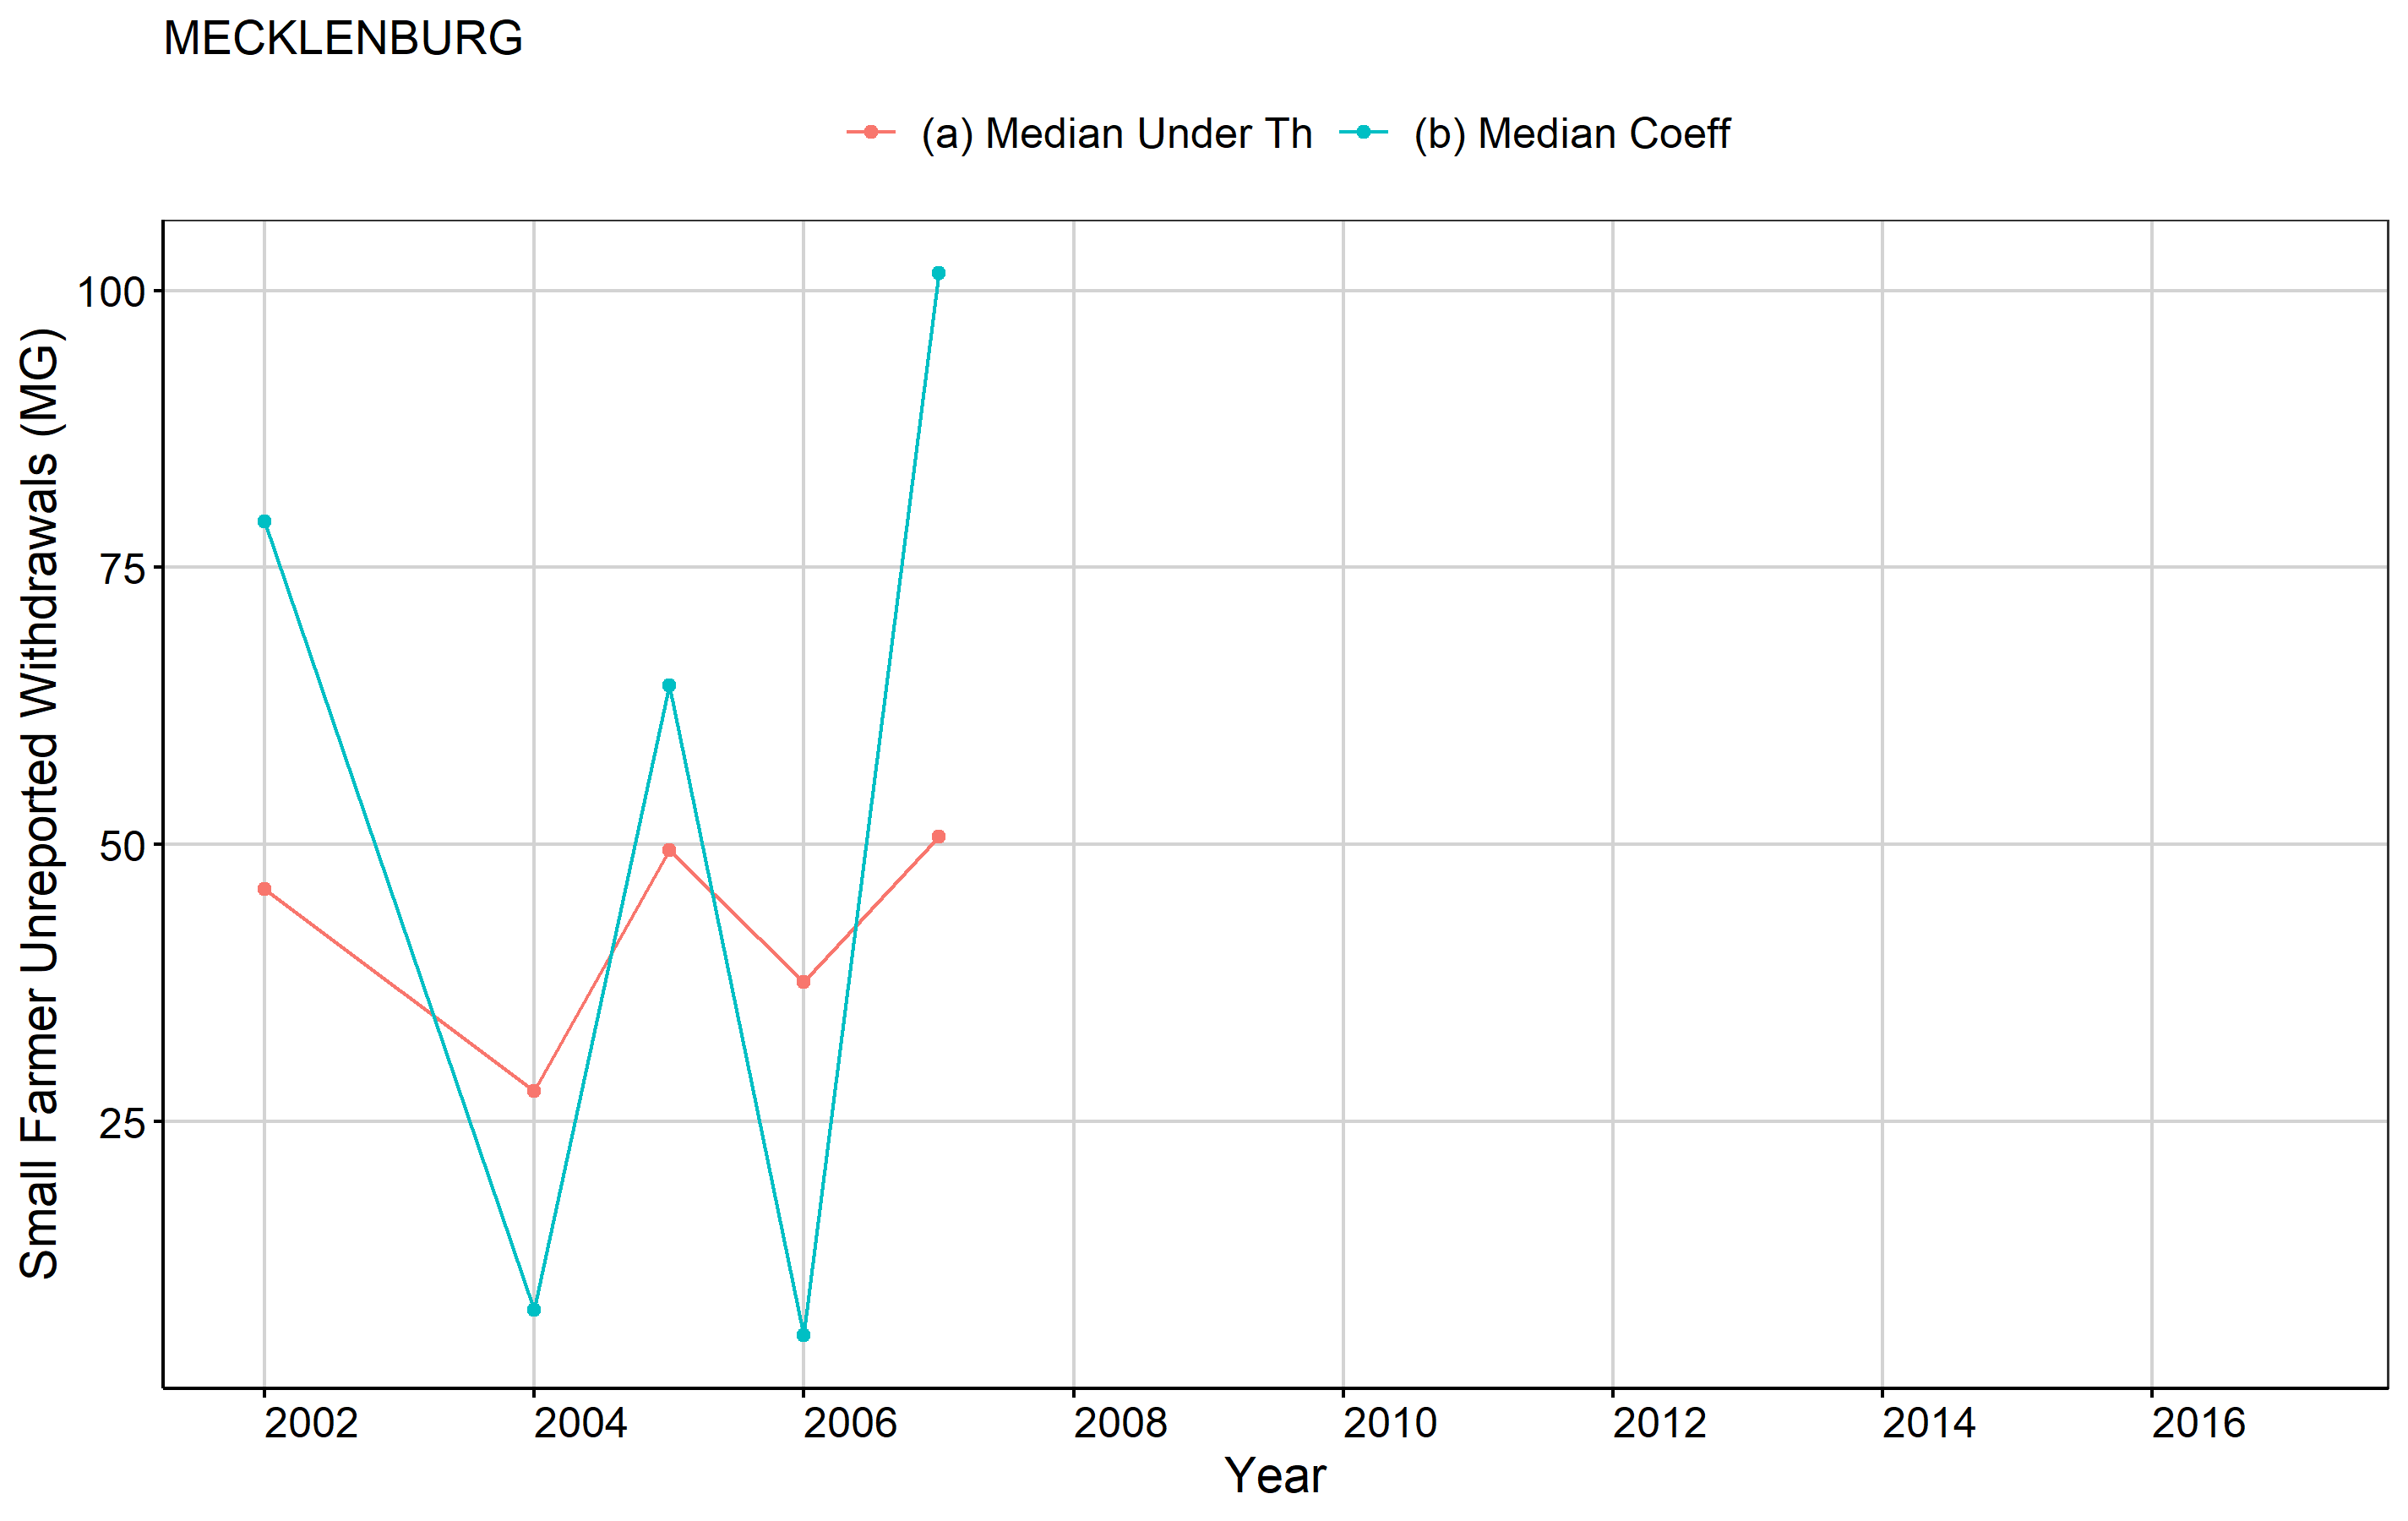 MECKLENBURG
(a) Median Under Th (b) Median Coeff
Small Farmer Unreported Withdrawals (MG)
100
75
50
25
2002 2004 2006 2008 2010 2012 2014 2016
Year